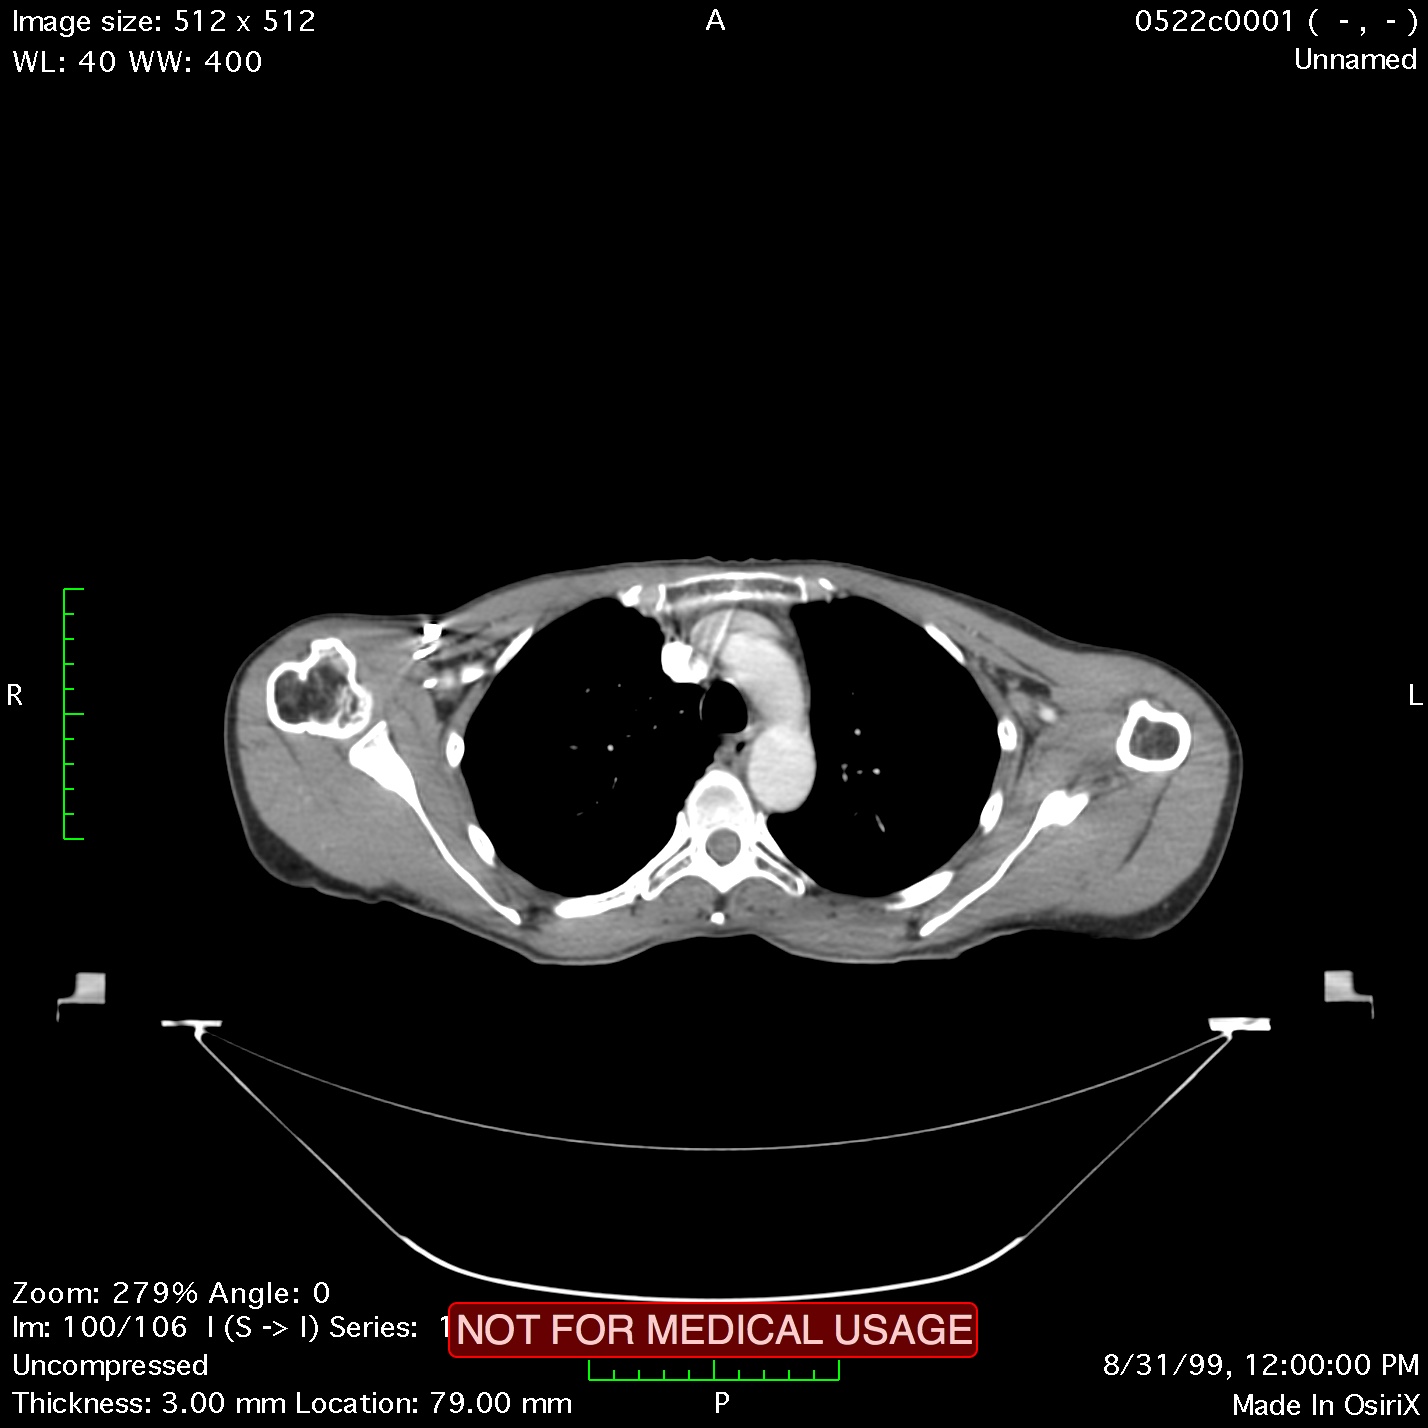 Image size: 512 x 512
WL: 40 WW: 400
A
0522c0001 ( -, -)
Unnamed
R
L
Zoom: 279% Angle: 0
Im: 100/106 I (S -> I) Series: 1
Uncompressed
Thickness: 3.00 mm Location: 79.00 mm
NOT FOR MEDICAL USAGE
P
8/31/99, 12:00:00 PM
Made In OsiriX